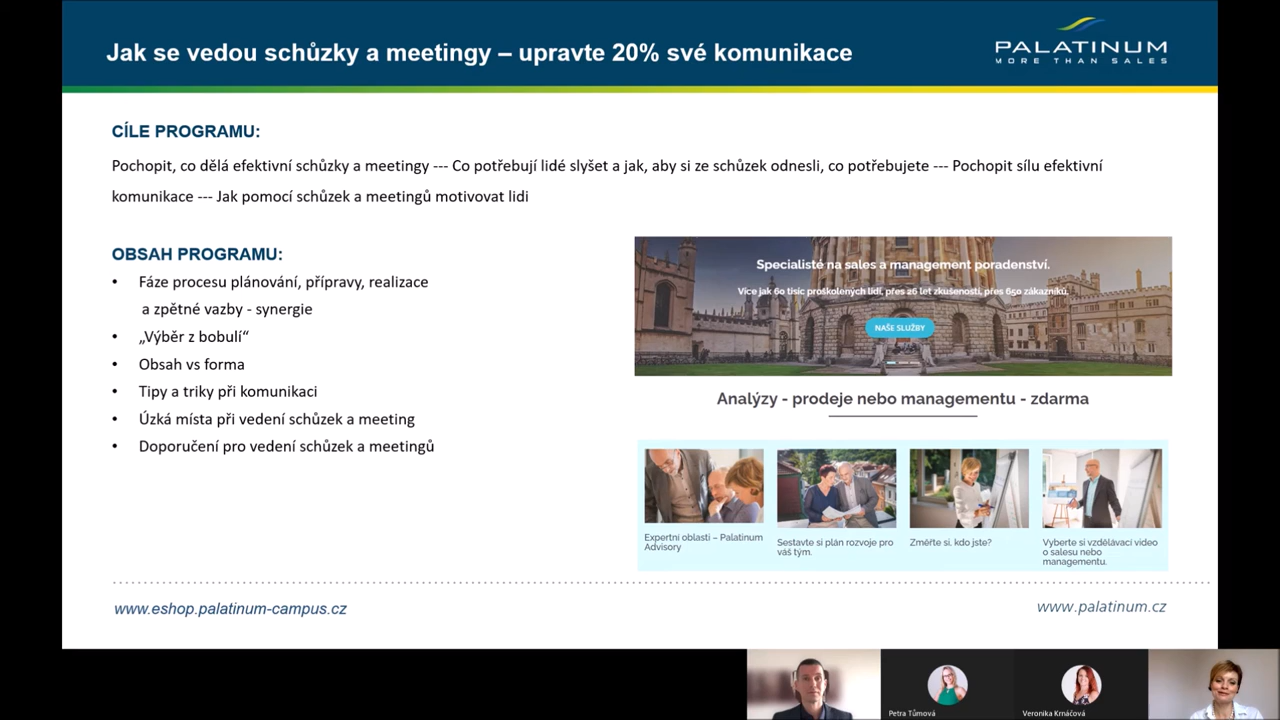 Jak se vedou schůzky a meetingy – upravte 20% své komunikace
PALATINUM
MORE THAN SALES
CÍLE PROGRAMU:
Pochopit, co dělá efektivní schůzky a meetingy --- Co potřebují lidé slyšet a jak, aby si ze schůzek odnesli, co potřebujete --- Pochopit sílu efektivní
komunikace --- Jak pomocí schůzek a meetingů motivovat lidi
OBSAH PROGRAMU:
• Fáze procesu plánování, přípravy, realizace
a zpětné vazby - synergie
• „Výběr z bobulí“
• Obsah vs forma
• Tipy a triky při komunikaci
• Úzká místa při vedení schůzek a meeting
• Doporučení pro vedení schůzek a meetingů
Specialisté na sales a management poradenství.
Více jak 60 tisíc proškolených lidí, přes 26 let zkušeností, přes 650 zákazníků.
NAŠE SLUŽBY
Analýzy - prodeje nebo managementu - zdarma
Expertní oblasti – Palatinum
Advisory
Sestavte si plán rozvoje pro
váš tým.
Změřte si, kdo jste?
Vyberte si vzdělávací video
o salesu nebo
managementu.
www.eshop.palatinum-campus.cz
www.palatinum.cz
Petra Tůmová
Veronika Krnáčová